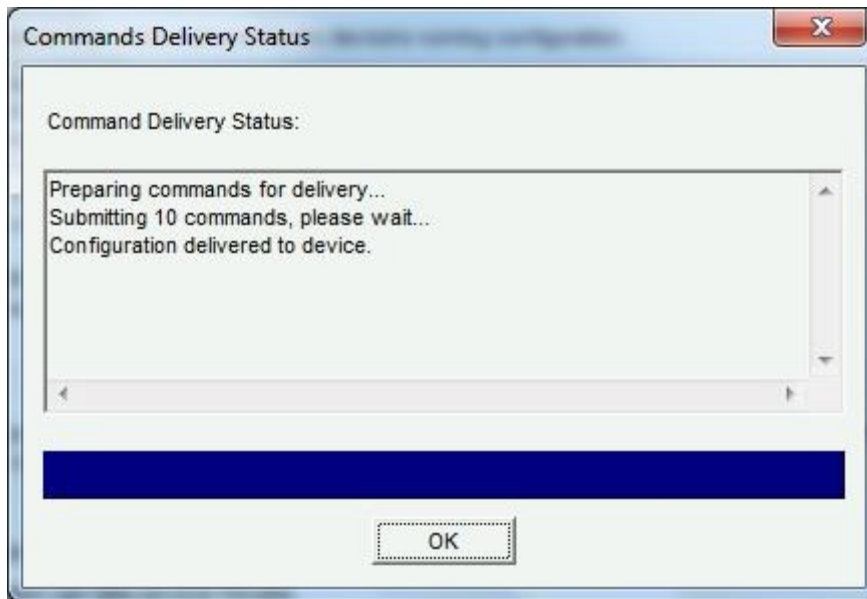 Commands Delivery Status
Command Delivery Status:
Preparing commands for delivery...
Submitting 10 commands, please wait...
Configuration delivered to device.
OK